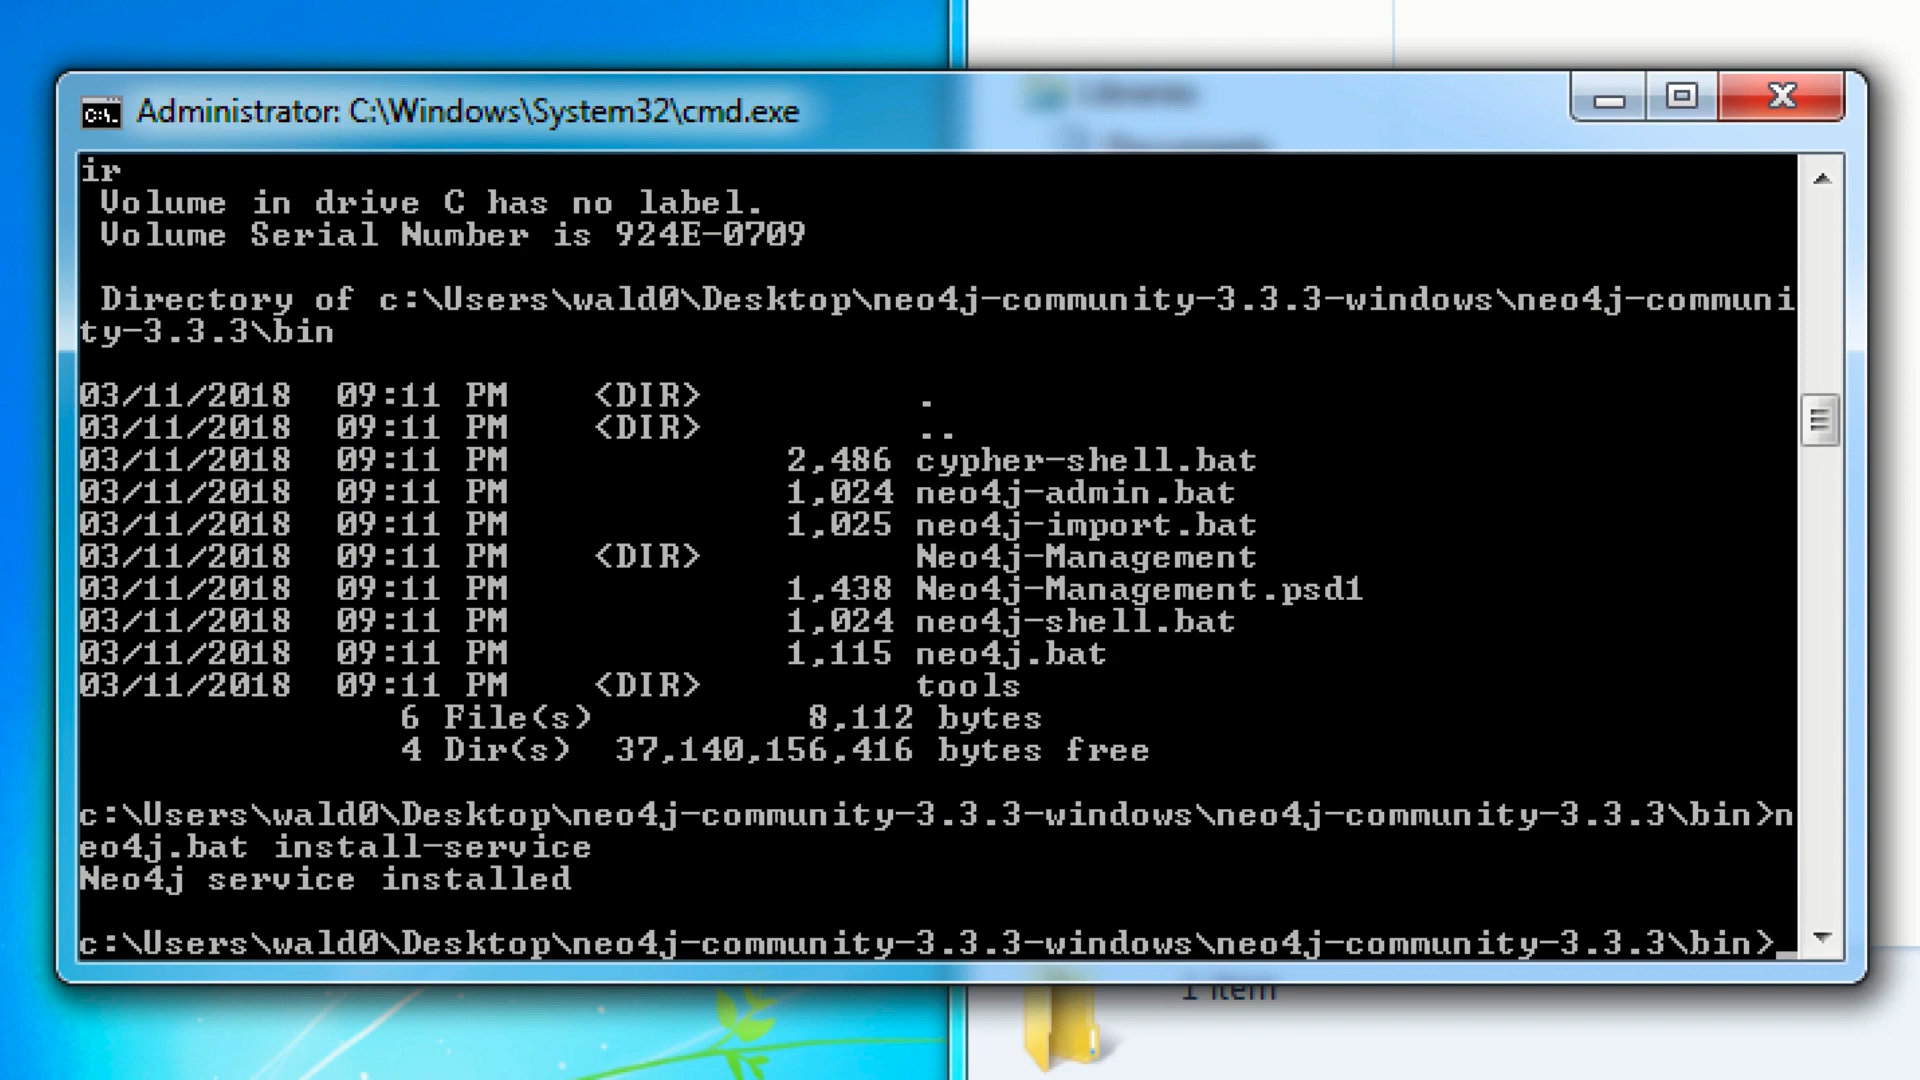 Administrator: C:\Windows\System32\cmd.exe
ir
Volume in drive C has no label.
Volume Serial Number is 924E-0709
Directory of c:\Users\wald0\Desktop\neo4j-community-3.3.3-windows\neo4j-communi
ty-3.3.3\bin
03/11/2018 09:11 PM <DIR> .
03/11/2018 09:11 PM <DIR> ..
03/11/2018 09:11 PM 2,486 cypher-shell.bat
03/11/2018 09:11 PM 1,024 neo4j-admin.bat
03/11/2018 09:11 PM 1,025 neo4j-import.bat
03/11/2018 09:11 PM <DIR> Neo4j-Management
03/11/2018 09:11 PM 1,438 Neo4j-Management.psd1
03/11/2018 09:11 PM 1,024 neo4j-shell.bat
03/11/2018 09:11 PM 1,115 neo4j.bat
03/11/2018 09:11 PM <DIR> tools
6 File(s) 8,112 bytes
4 Dir(s) 37,140,156,416 bytes free
c:\Users\wald0\Desktop\neo4j-community-3.3.3-windows\neo4j-community-3.3.3\bin>n
eo4j.bat install-service
Neo4j service installed
c:\Users\wald0\Desktop\neo4j-community-3.3.3-windows\neo4j-community-3.3.3\bin>_
1 item